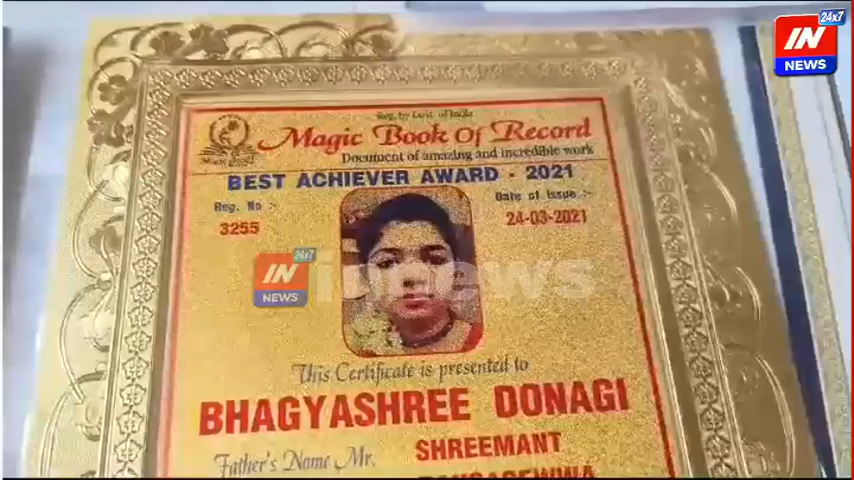 24x7
IN
NEWS
Reg. by Govt. of India
Magic Book Of Record
Document of amazing and incredible work
BEST ACHIEVER AWARD - 2021
Reg. No :-
3255
Date of Issue :-
24-03-2021
24x7
IN
NEWS
innews
This Certificate is presented to
BHAGYASHREE DONAGI
Father's Name Mr.
SHREEMANT